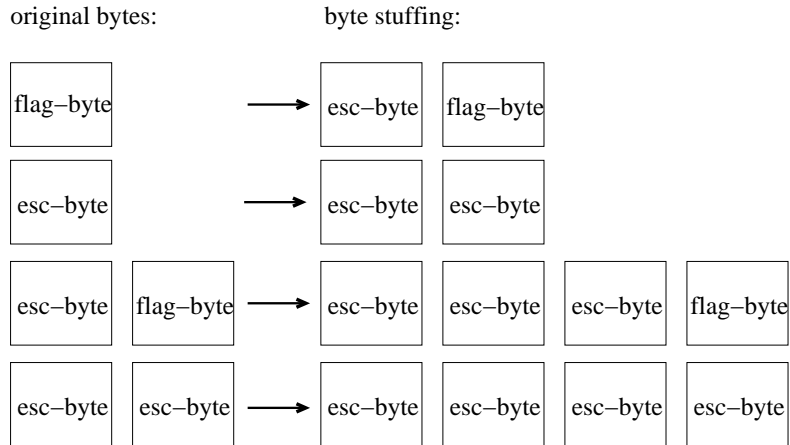 original bytes: byte stuffing:
flag−byte esc−byte flag−byte
esc−byte esc−byte esc−byte
esc−byte flag−byte esc−byte esc−byte esc−byte flag−byte
esc−byte esc−byte esc−byte esc−byte esc−byte esc−byte